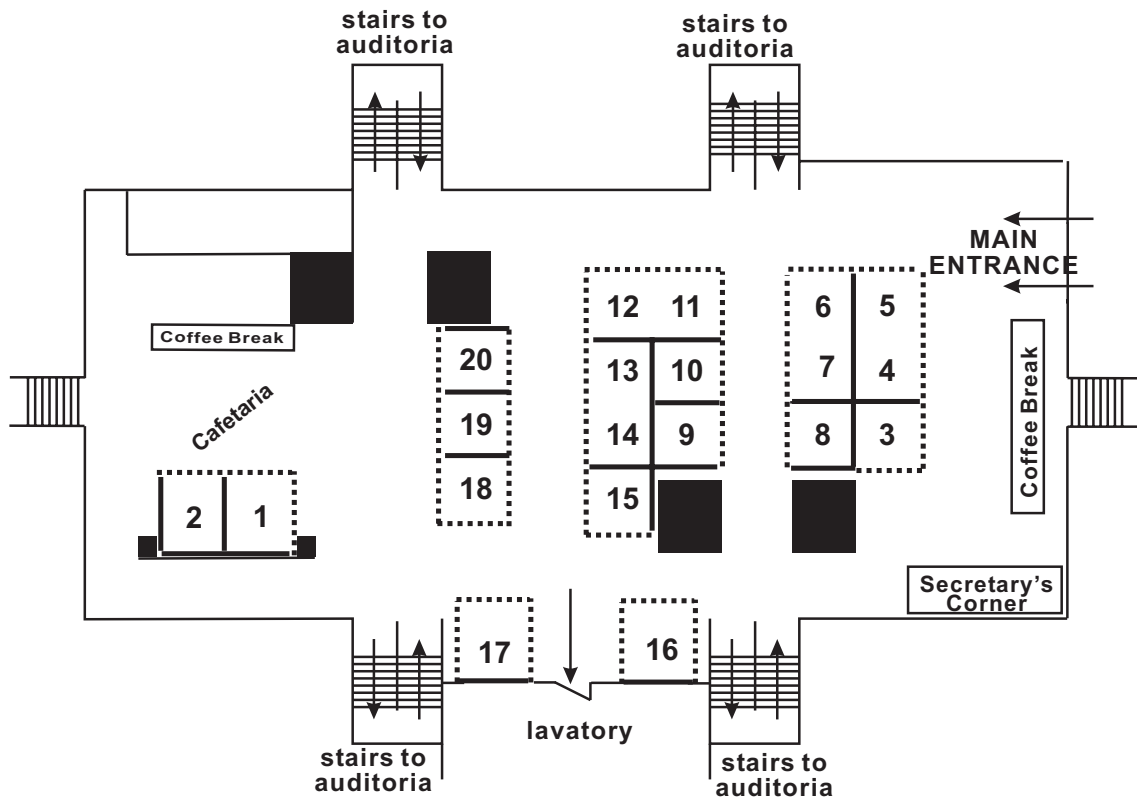 stairs to
auditoria
stairs to
auditoria
MAIN
ENTRANCE
12 11
6 5
Coffee Break
20
13 10
7 4
Coffee Break
Cafetaria
19
14 9
8 3
18
15
2 1
Secretary's
Corner
17
16
lavatory
stairs to
auditoria
stairs to
auditoria